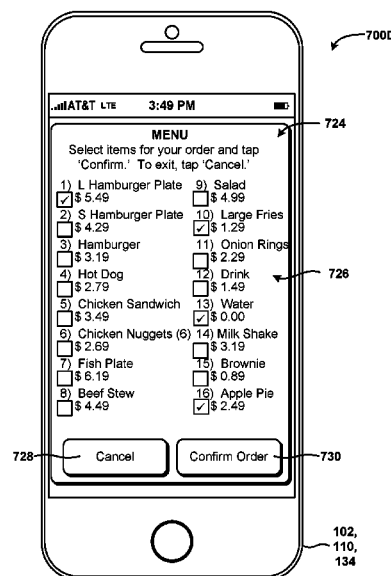 700D
..ıılAT&T LTE 3:49 PM
724
MENU
Select items for your order and tap
'Confirm.' To exit, tap 'Cancel.'
1) L Hamburger Plate
$ 5.49
2) S Hamburger Plate
$ 4.29
3) Hamburger
$ 3.19
4) Hot Dog
$ 2.79
5) Chicken Sandwich
$ 3.49
6) Chicken Nuggets (6)
$ 2.69
7) Fish Plate
$ 6.19
8) Beef Stew
$ 4.49
9) Salad
$ 4.99
10) Large Fries
$ 1.29
11) Onion Rings
$ 2.29
12) Drink
$ 1.49
13) Water
$ 0.00
14) Milk Shake
$ 3.19
15) Brownie
$ 0.89
16) Apple Pie
$ 2.49
726
728
Cancel
Confirm Order
730
102,
110,
134